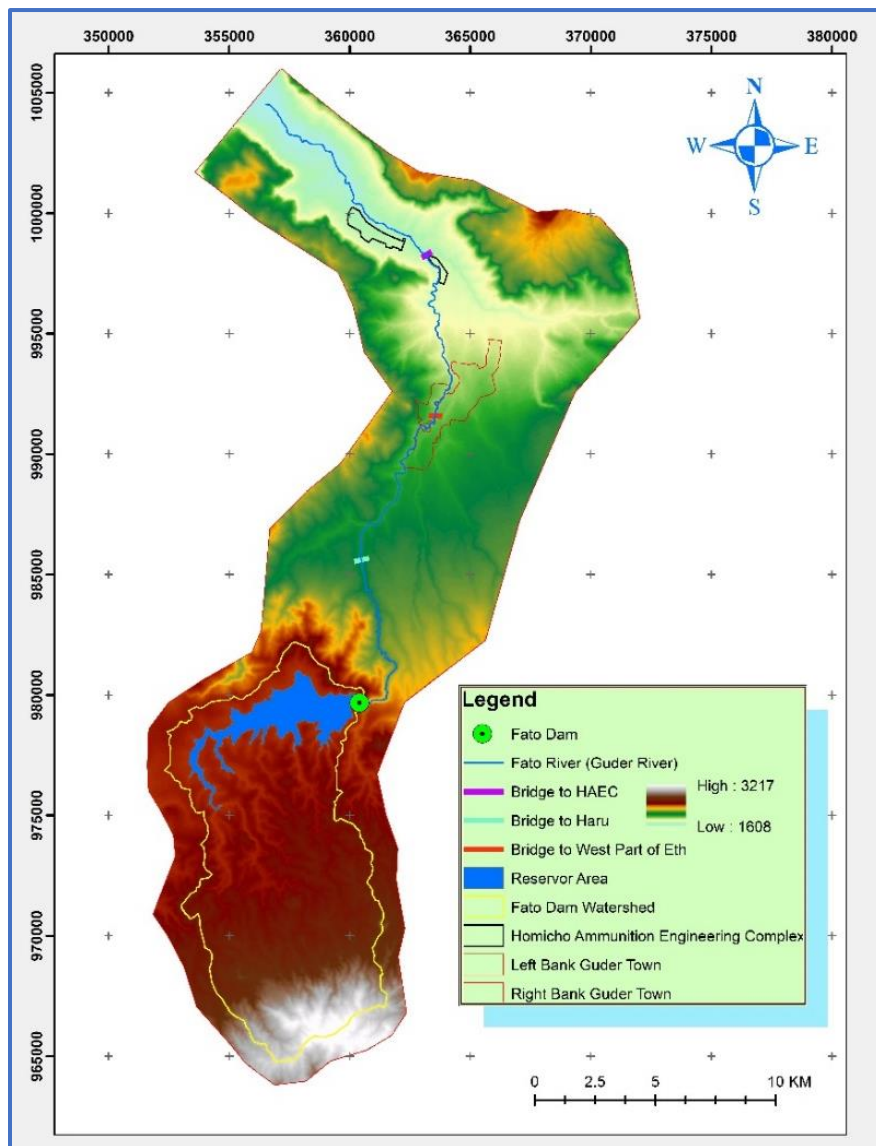 350000 355000 360000 365000 370000 375000 380000
1005000
1000000
995000
990000
985000
980000
975000
970000
965000
N
W E
S
Legend
Fato Dam
Fato River (Guder River)
Bridge to HAEC
Bridge to Haru
Bridge to West Part of Eth
Reservor Area
Fato Dam Watershed
Homicho Ammunition Engineering Complex
Left Bank Guder Town
Right Bank Guder Town
High : 3217
Low : 1608
0 2.5 5 10 KM